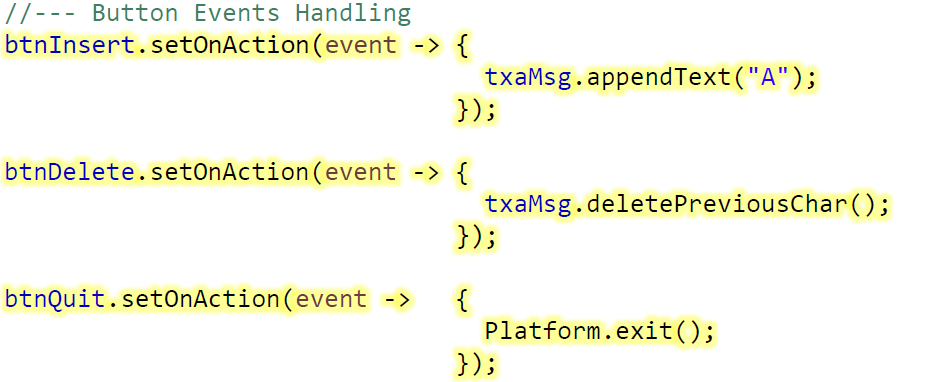 //--- Button Events Handling
btnInsert.setOnAction(event -> {
                                 txaMsg.appendText("A");
                               });

btnDelete.setOnAction(event -> {
                                 txaMsg.deletePreviousChar();
                               });

btnQuit.setOnAction(event ->   {
                                 Platform.exit();
                               });